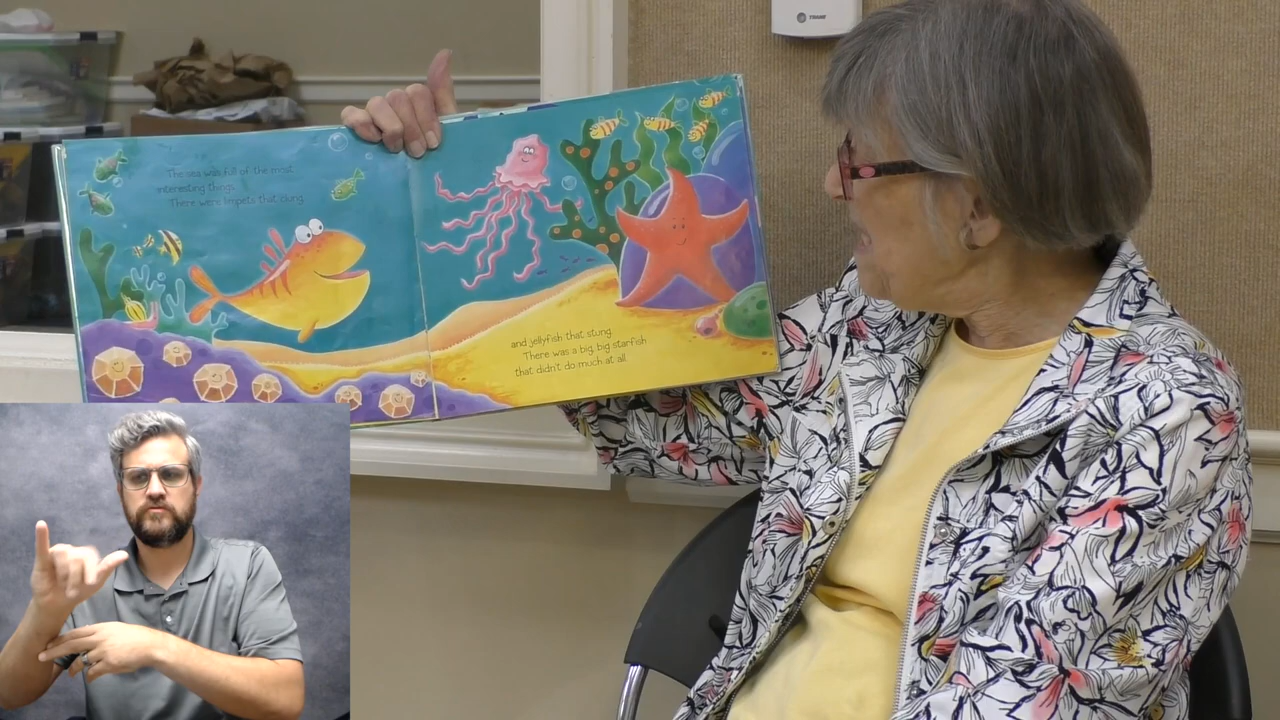 The sea was full of the most
interesting things.
There were limpets that clung,
and jellyfish that stung.
There was a big, big starfish
that didn't do much at all.